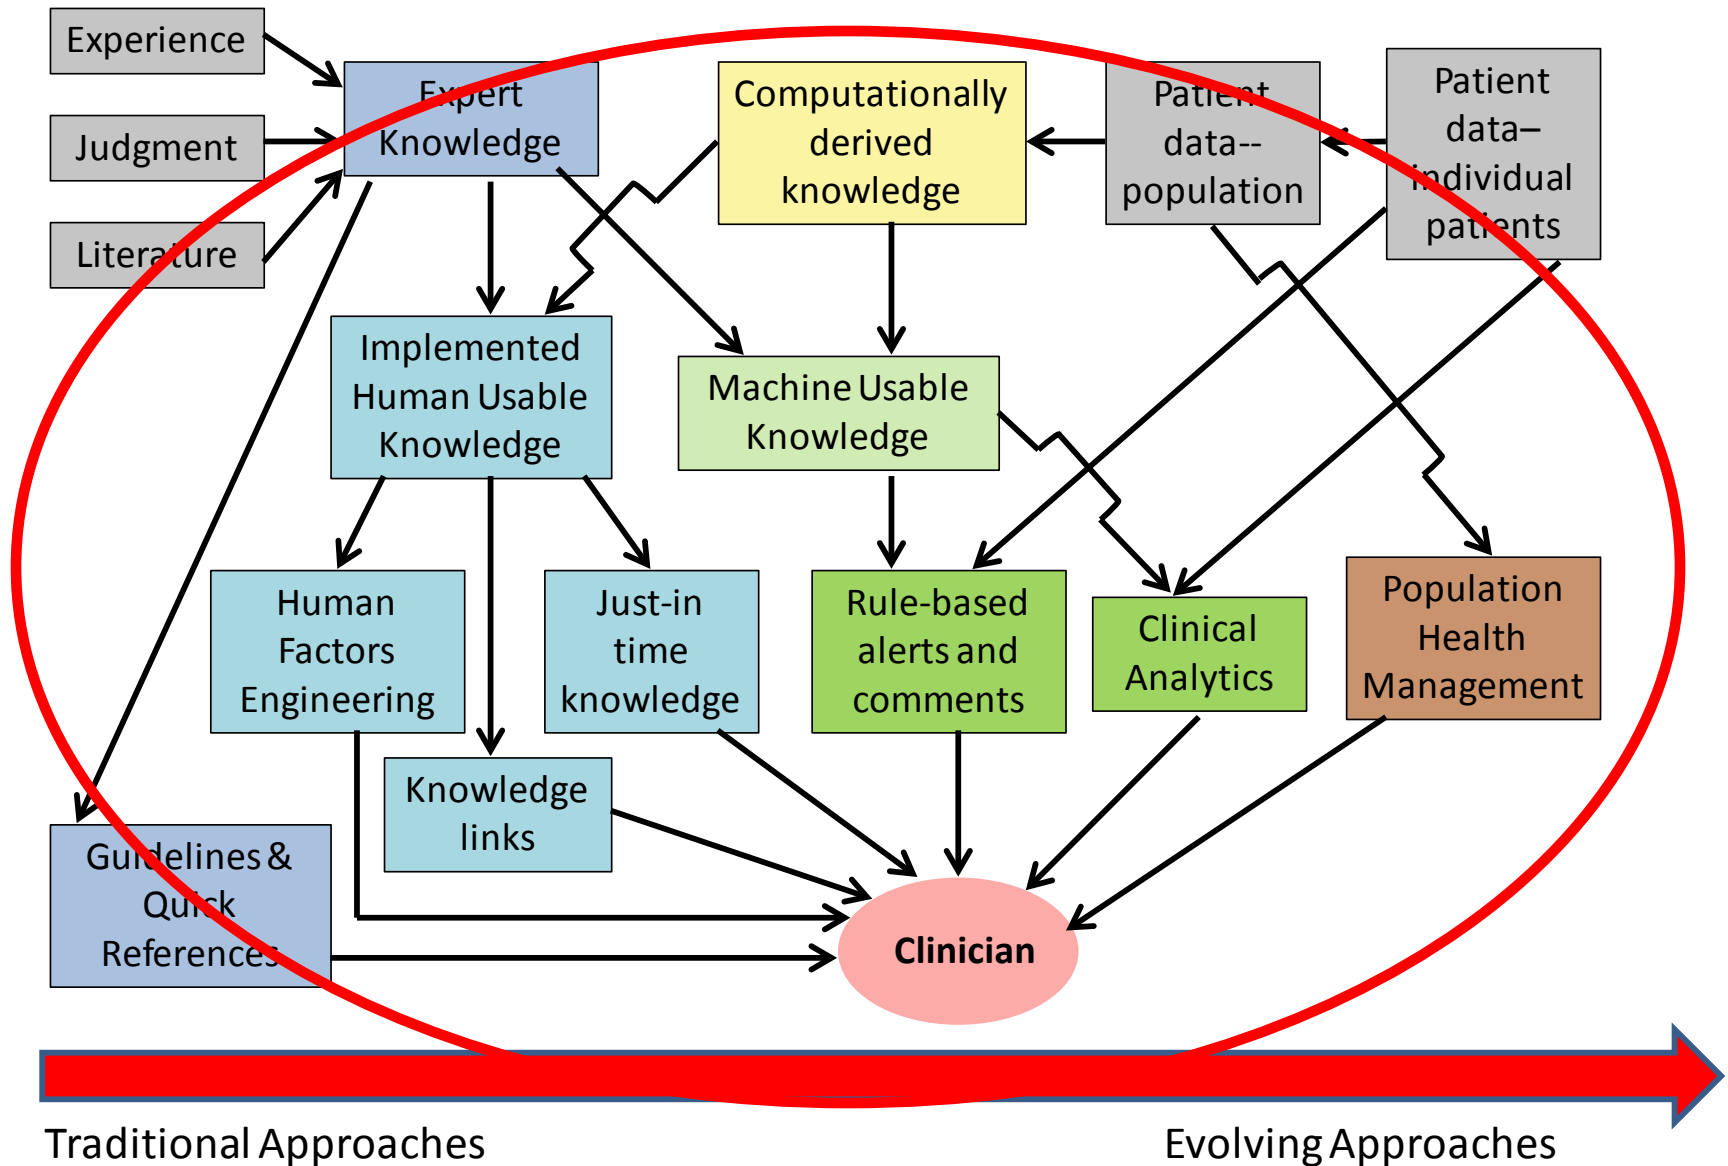 Experience
Judgment
Literature
Expert
Knowledge
Computationally
derived
knowledge
Patient
data--
population
Patient
data–
individual
patients
Implemented
Human Usable
Knowledge
Machine Usable
Knowledge
Human
Factors
Engineering
Just-in
time
knowledge
Rule-based
alerts and
comments
Clinical
Analytics
Population
Health
Management
Knowledge
links
Guidelines &
Quick
References
Clinician
Traditional Approaches
Evolving Approaches